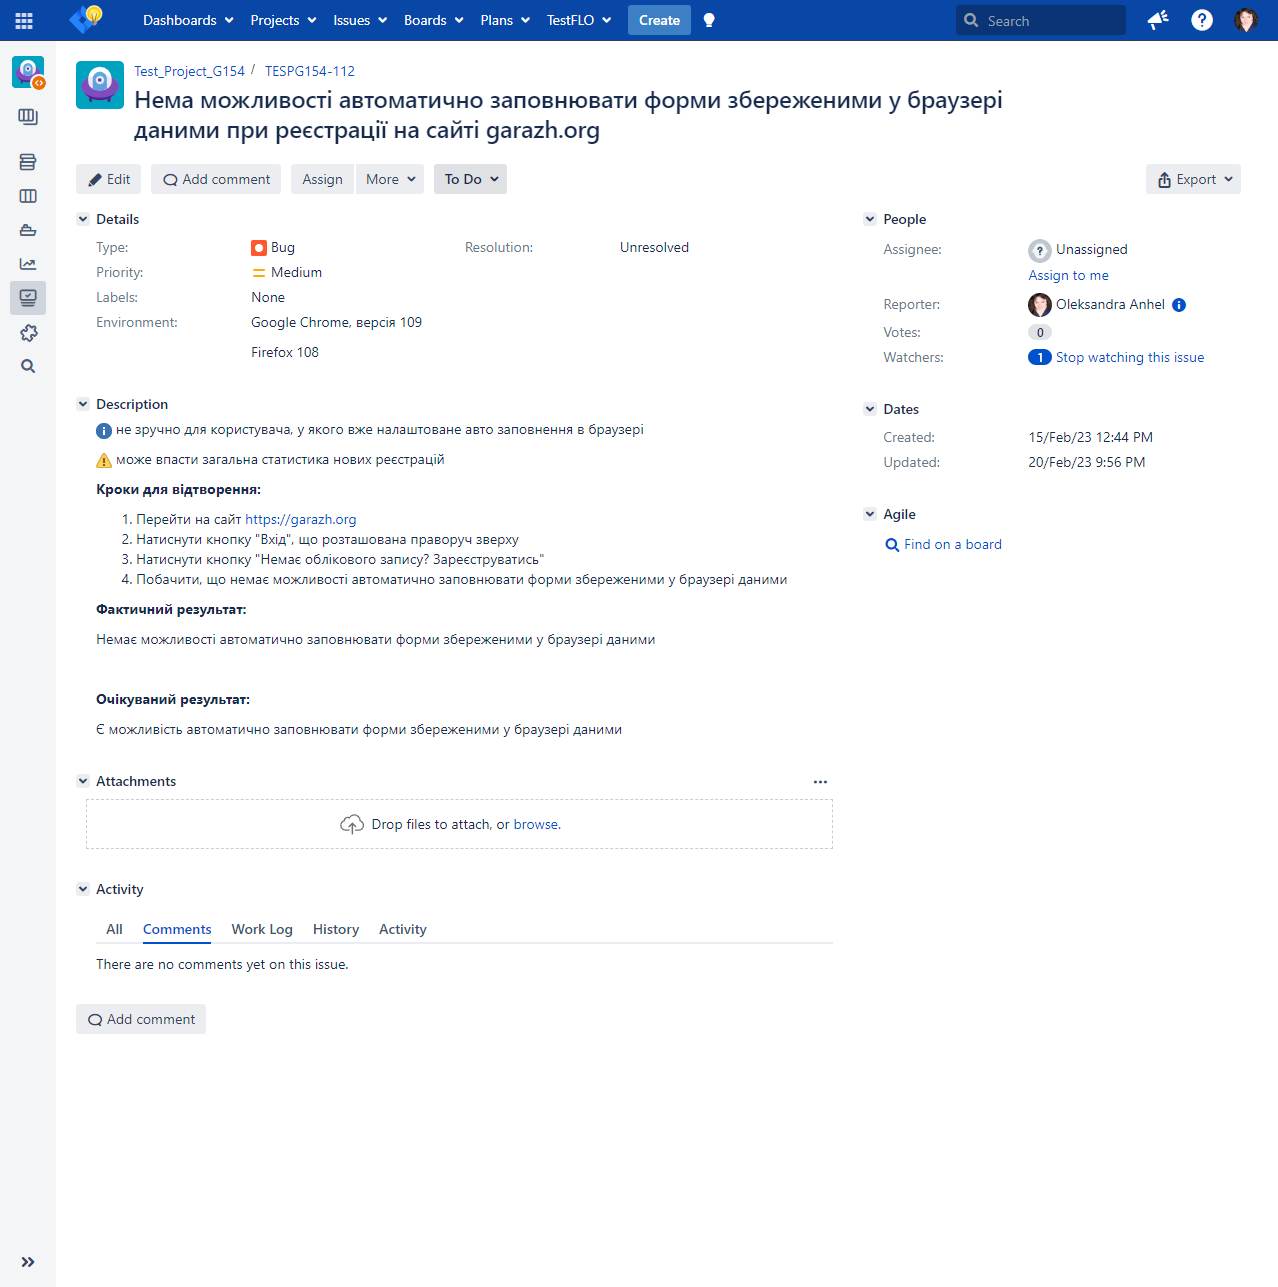 Dashboards Projects Issues Boards Plans TestFLO Create Search
Test_Project_G154 / TESPG154-112
Нема можливості автоматично заповнювати форми збереженими у браузері
даними при реєстрації на сайті garazh.org
Edit Add comment Assign More To Do Export
Details
Type: Bug Resolution: Unresolved
Priority: Medium
Labels: None
Environment: Google Chrome, версія 109
Firefox 108
Description
не зручно для користувача, у якого вже налаштоване авто заповнення в браузері
може впасти загальна статистика нових реєстрацій
Кроки для відтворення:
1. Перейти на сайт https://garazh.org
2. Натиснути кнопку "Вхід", що розташована праворуч зверху
3. Натиснути кнопку "Немає облікового запису? Зареєструватись"
4. Побачити, що немає можливості автоматично заповнювати форми збереженими у браузері даними
Фактичний результат:
Немає можливості автоматично заповнювати форми збереженими у браузері даними
Очікуваний результат:
Є можливість автоматично заповнювати форми збереженими у браузері даними
Attachments
Drop files to attach, or browse.
Activity
All Comments Work Log History Activity
There are no comments yet on this issue.
Add comment
People
Assignee: Unassigned
Assign to me
Reporter: Oleksandra Anhel
Votes: 0
Watchers: 1 Stop watching this issue
Dates
Created: 15/Feb/23 12:44 PM
Updated: 20/Feb/23 9:56 PM
Agile
Find on a board